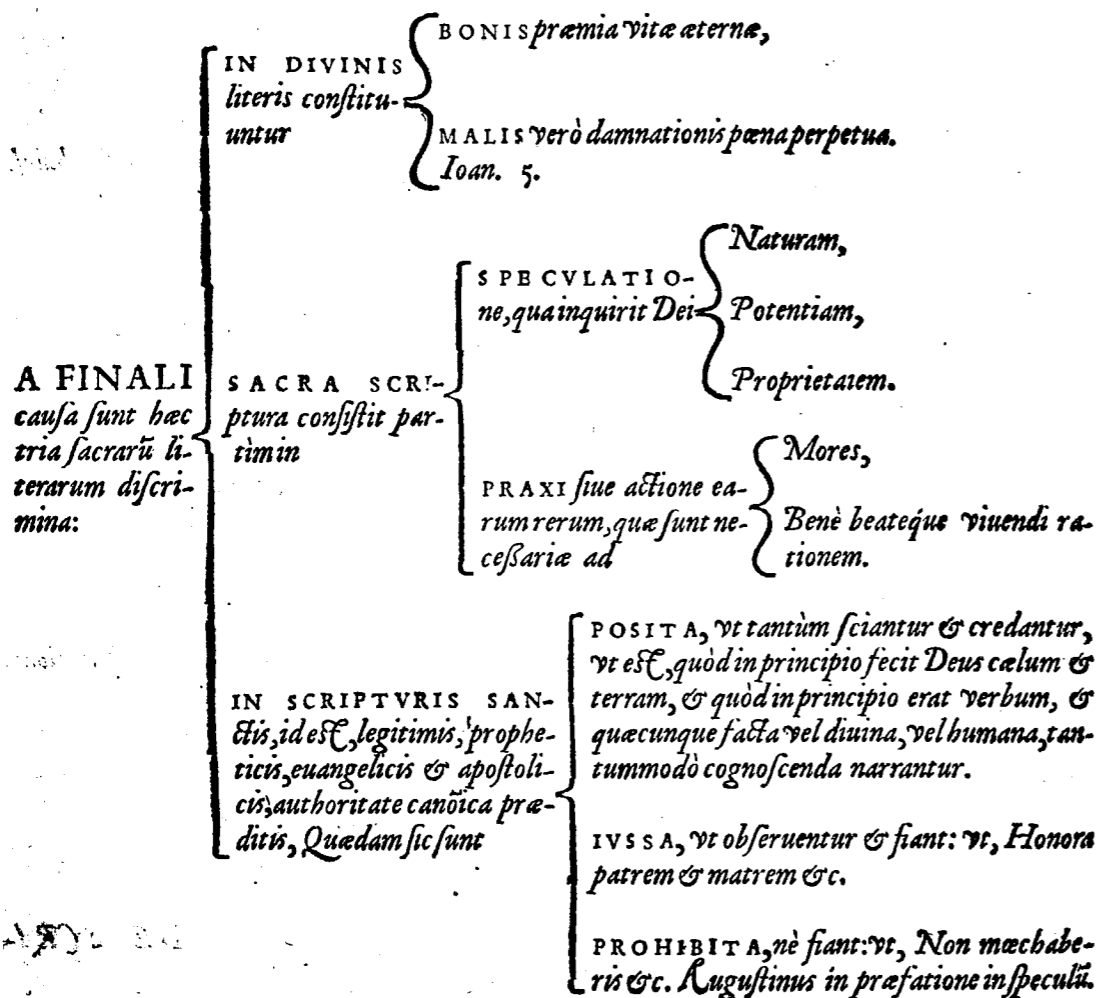 A FINALI
cauſa ſunt hæc
tria ſacrarũ li-
terarum diſcri-
mina:
IN DIVINIS
literis conſtitu-
untur
BONIS præmia vitæ æternæ,
MALIS verò damnationis pœna perpetua.
Ioan. 5.
SACRA SCRI-
ptura conſiſtit par-
tìm in
SPECVLATIO-
ne, qua inquirit Dei
Naturam,
Potentiam,
Proprietatem.
PRAXI ſiue actione ea-
rum rerum, quæ ſunt ne-
ceſſariæ ad
Mores,
Benè beateque viuendi ra-
tionem.
IN SCRIPTVRIS SAN-
ctis, id eſt, legitimis, prophe-
ticis, euangelicis & apoſtoli-
cis, authoritate canõica præ-
ditis, Quædam ſic ſunt
POSITA, vt tantùm ſciantur & credantur,
vt eſt, quòd in principio fecit Deus cælum &
terram, & quòd in principio erat verbum, &
quæcunque facta vel diuina, vel humana, tan-
tummodò cognoſcenda narrantur.
IVSSA, vt obſeruentur & fiant: vt, Honora
patrem & matrem &c.
PROHIBITA, nè fiant: vt, Non mœchabe-
ris &c. Auguſtinus in præfatione in ſpeculũ.